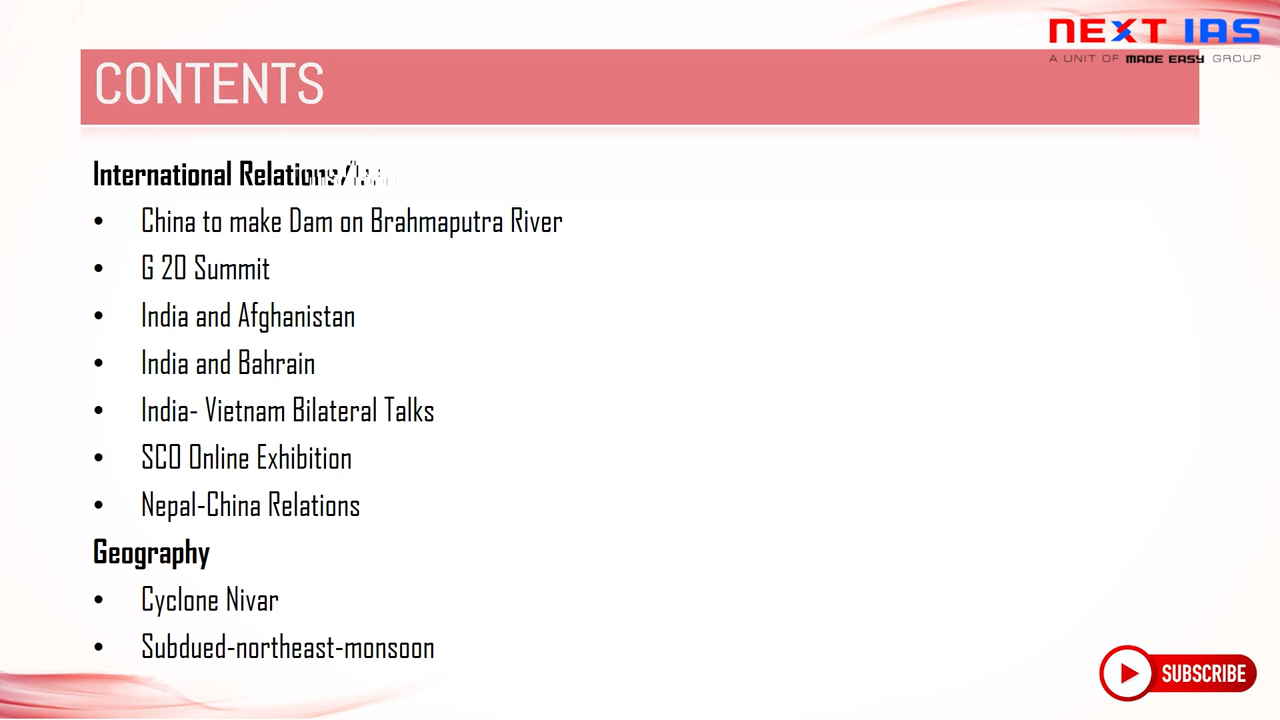 NEXT IAS
A UNIT OF MADE EASY GROUP
CONTENTS
International Relations
• China to make Dam on Brahmaputra River
• G 20 Summit
• India and Afghanistan
• India and Bahrain
• India- Vietnam Bilateral Talks
• SCO Online Exhibition
• Nepal-China Relations
Geography
• Cyclone Nivar
• Subdued-northeast-monsoon
SUBSCRIBE